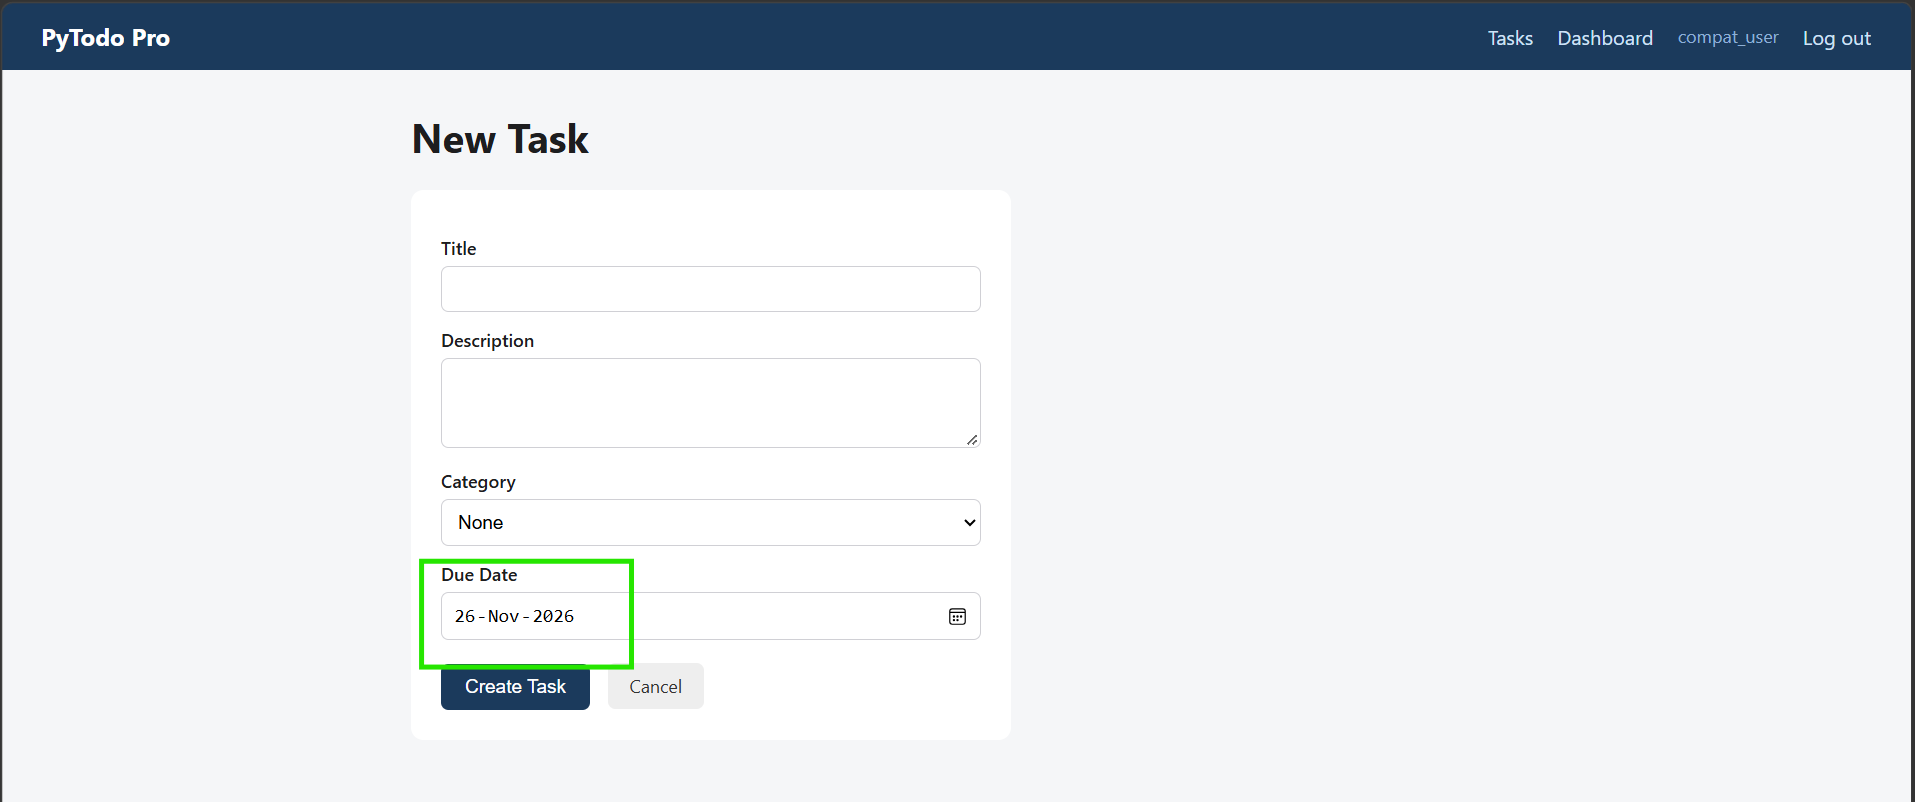 PyTodo Pro
Tasks Dashboard compat_user Log out
New Task
Title
Description
Category
None
Due Date
26-Nov-2026
Create Task Cancel